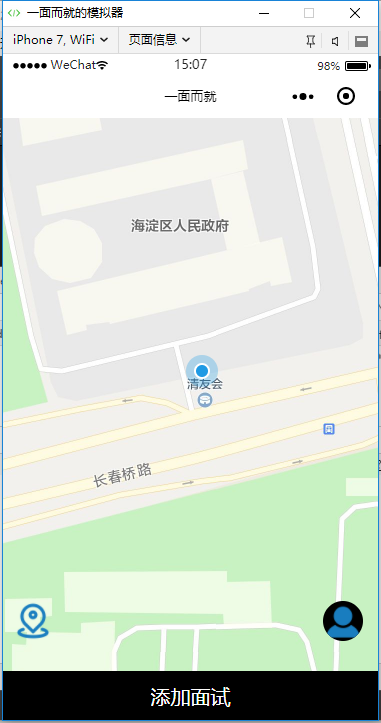 一面而就的模拟器
iPhone 7, WiFi 页面信息
WeChat 15:07 98%
一面而就
海淀区人民政府
清友会
长春桥路
添加面试